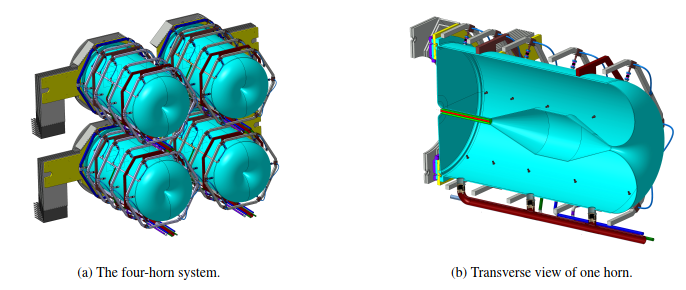 (a) The four-horn system.
(b) Transverse view of one horn.